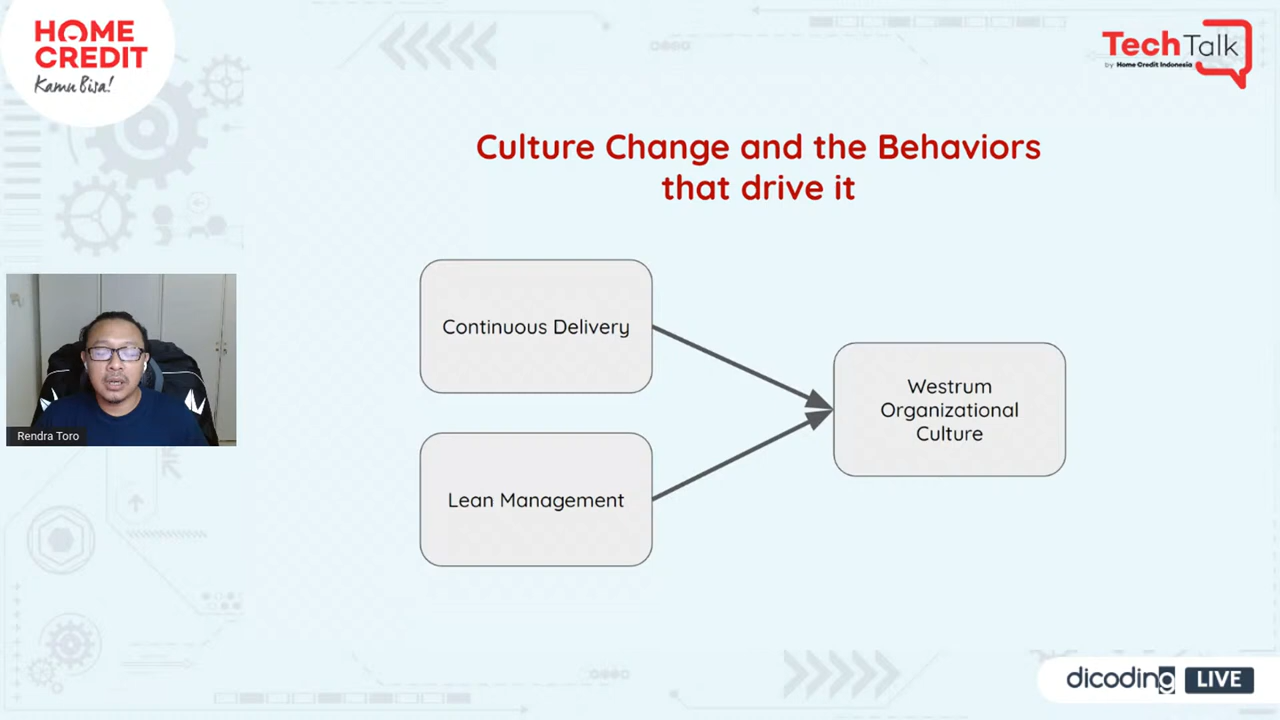 HOME
CREDIT
Kamu Bisa!
TechTalk
by Home Credit Indonesia
Culture Change and the Behaviors
that drive it
Continuous Delivery
Westrum
Organizational
Culture
Lean Management
Rendra Toro
dicoding LIVE